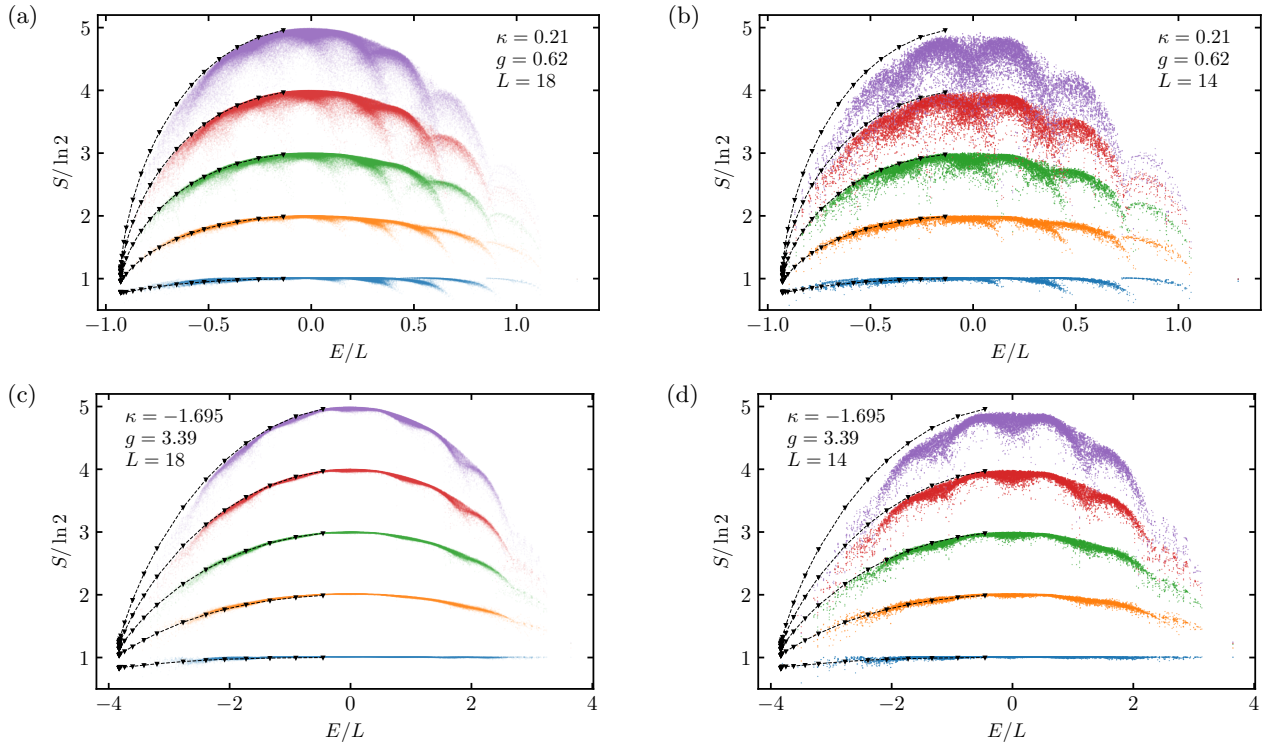 (a)
κ = 0.21
g = 0.62
L = 18
S/ ln 2
5
4
3
2
1
−1.0 −0.5 0.0 0.5 1.0
E/L
(b)
κ = 0.21
g = 0.62
L = 14
S/ ln 2
5
4
3
2
1
−1.0 −0.5 0.0 0.5 1.0
E/L
(c)
κ = −1.695
g = 3.39
L = 18
S/ ln 2
5
4
3
2
1
−4 −2 0 2 4
E/L
(d)
κ = −1.695
g = 3.39
L = 14
S/ ln 2
5
4
3
2
1
−4 −2 0 2 4
E/L